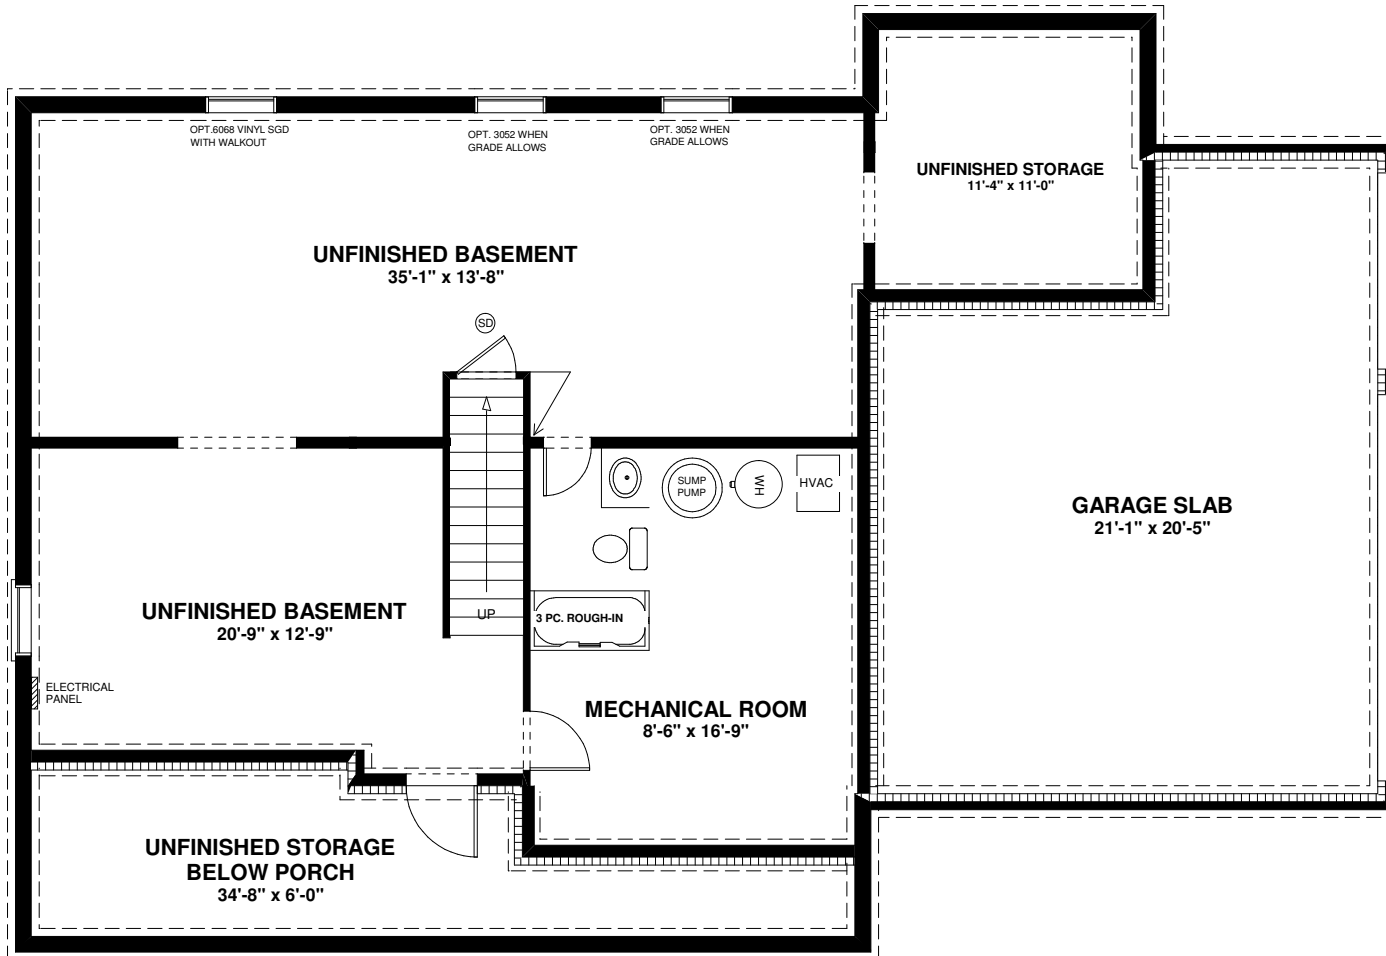 OPT.6068 VINYL SGD
WITH WALKOUT
OPT. 3052 WHEN
GRADE ALLOWS
OPT. 3052 WHEN
GRADE ALLOWS
UNFINISHED STORAGE
11'-4" x 11'-0"
UNFINISHED BASEMENT
35'-1" x 13'-8"
SD
SUMP
PUMP
WH
HVAC
GARAGE SLAB
21'-1" x 20'-5"
UNFINISHED BASEMENT
20'-9" x 12'-9"
UP
3 PC. ROUGH-IN
ELECTRICAL
PANEL
MECHANICAL ROOM
8'-6" x 16'-9"
UNFINISHED STORAGE
BELOW PORCH
34'-8" x 6'-0"